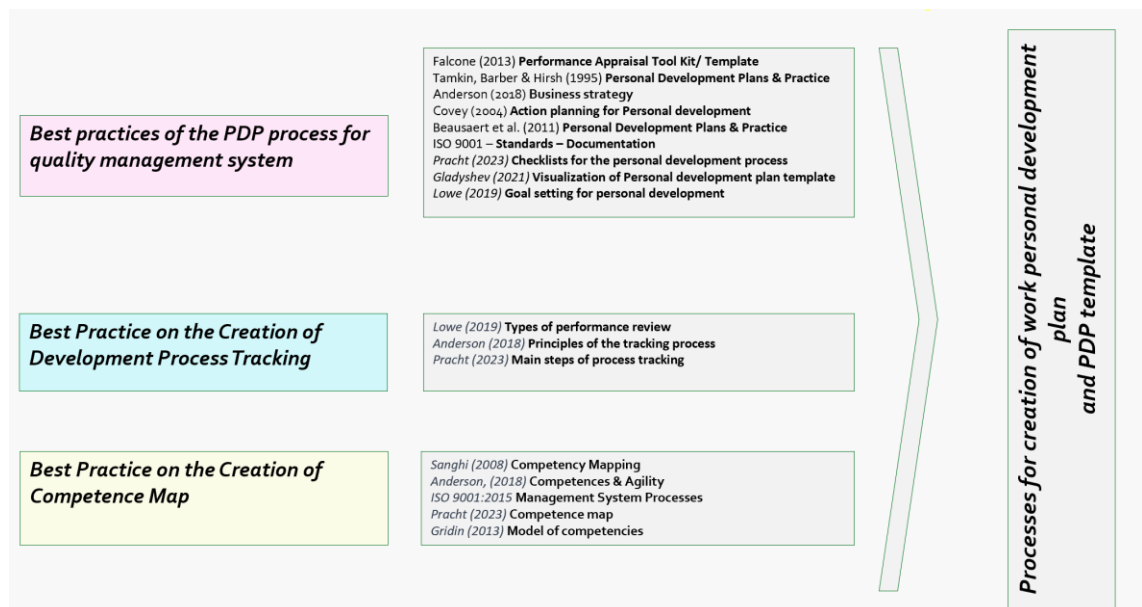 Best practices of the PDP process for
quality management system
Falcone (2013) Performance Appraisal Tool Kit/ Template
Tamkin, Barber & Hirsh (1995) Personal Development Plans & Practice
Anderson (2018) Business strategy
Covey (2004) Action planning for Personal development
Beausaert et al. (2011) Personal Development Plans & Practice
ISO 9001 – Standards – Documentation
Pracht (2023) Checklists for the personal development process
Gladyshev (2021) Visualization of Personal development plan template
Lowe (2019) Goal setting for personal development
Best Practice on the Creation of
Development Process Tracking
Lowe (2019) Types of performance review
Anderson (2018) Principles of the tracking process
Pracht (2023) Main steps of process tracking
Best Practice on the Creation of
Competence Map
Sanghi (2008) Competency Mapping
Anderson, (2018) Competences & Agility
ISO 9001:2015 Management System Processes
Pracht (2023) Competence map
Gridin (2013) Model of competencies
Processes for creation of work personal development
plan
and PDP template